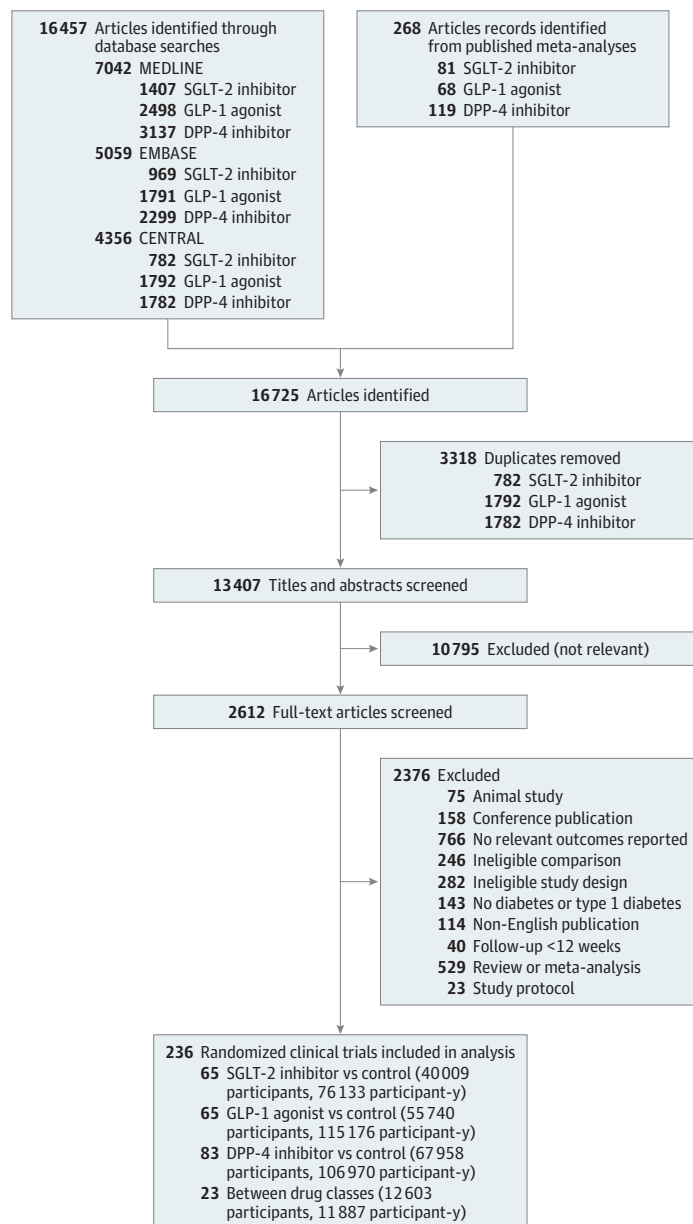 16457 Articles identified through
database searches
7042 MEDLINE
1407 SGLT-2 inhibitor
2498 GLP-1 agonist
3137 DPP-4 inhibitor
5059 EMBASE
969 SGLT-2 inhibitor
1791 GLP-1 agonist
2299 DPP-4 inhibitor
4356 CENTRAL
782 SGLT-2 inhibitor
1792 GLP-1 agonist
1782 DPP-4 inhibitor
268 Articles records identified
from published meta-analyses
81 SGLT-2 inhibitor
68 GLP-1 agonist
119 DPP-4 inhibitor
16725 Articles identified
3318 Duplicates removed
782 SGLT-2 inhibitor
1792 GLP-1 agonist
1782 DPP-4 inhibitor
13407 Titles and abstracts screened
10795 Excluded (not relevant)
2612 Full-text articles screened
2376 Excluded
75 Animal study
158 Conference publication
766 No relevant outcomes reported
246 Ineligible comparison
282 Ineligible study design
143 No diabetes or type 1 diabetes
114 Non-English publication
40 Follow-up <12 weeks
529 Review or meta-analysis
23 Study protocol
236 Randomized clinical trials included in analysis
65 SGLT-2 inhibitor vs control (40009
participants, 76133 participant-y)
65 GLP-1 agonist vs control (55740
participants, 115176 participant-y)
83 DPP-4 inhibitor vs control (67958
participants, 106970 participant-y)
23 Between drug classes (12603
participants, 11887 participant-y)